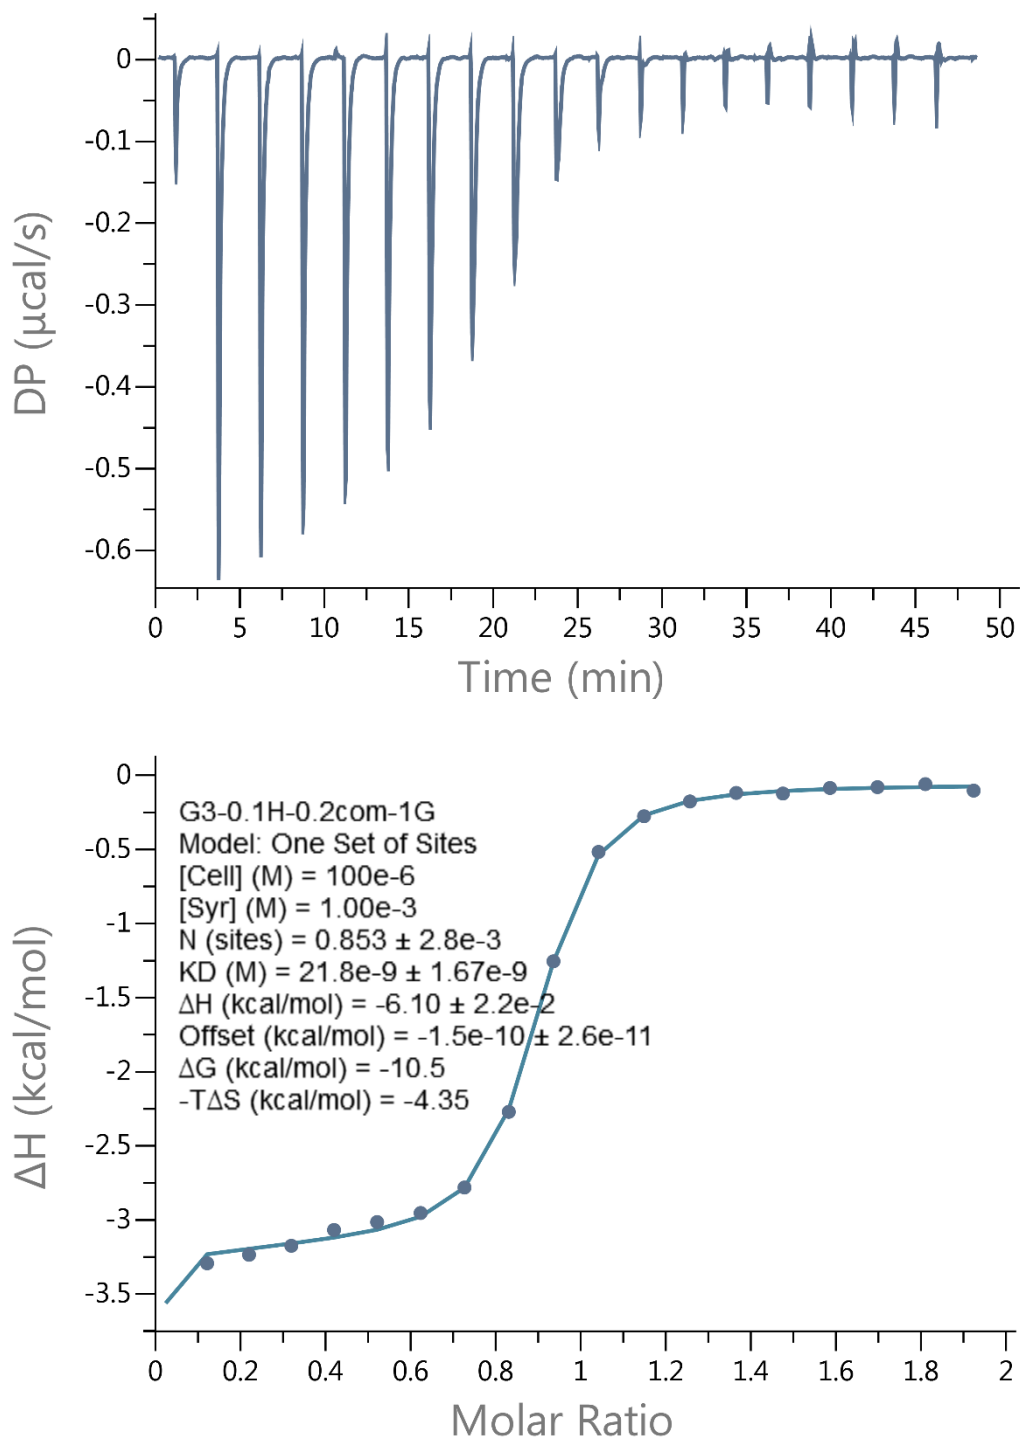 0
-0.1
-0.2
-0.3
-0.4
-0.5
-0.6
DP (µcal/s)
0 5 10 15 20 25 30 35 40 45 50
Time (min)
0
-0.5
-1
-1.5
-2
-2.5
-3
-3.5
ΔH (kcal/mol)
G3-0.1H-0.2com-1G
Model: One Set of Sites
[Cell] (M) = 100e-6
[Syr] (M) = 1.00e-3
N (sites) = 0.853 ± 2.8e-3
KD (M) = 21.8e-9 ± 1.67e-9
ΔH (kcal/mol) = -6.10 ± 2.2e-2
Offset (kcal/mol) = -1.5e-10 ± 2.6e-11
ΔG (kcal/mol) = -10.5
-TΔS (kcal/mol) = -4.35
0 0.2 0.4 0.6 0.8 1 1.2 1.4 1.6 1.8 2
Molar Ratio